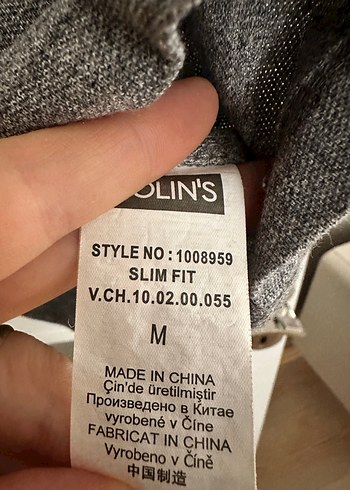 OLIN'S
STYLE NO : 1008959
SLIM FIT
V.CH.10.02.00.055
M
MADE IN CHINA
Çin'de üretilmiştir
Произведено в Китае
vyrobené v Číne
FABRICAT IN CHINA
Vyrobeno v Číně
中国制造